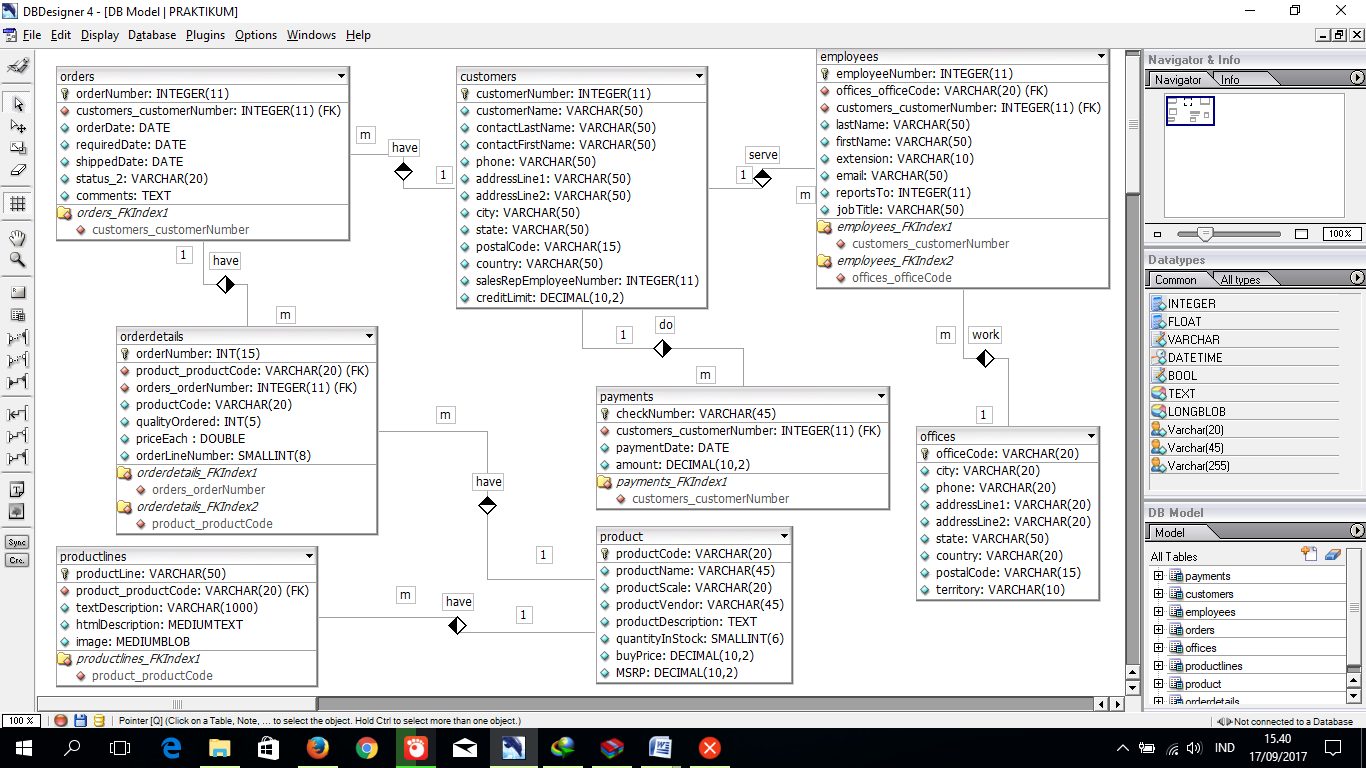 DBDesigner 4 - [DB Model | PRAKTIKUM]
File Edit Display Database Plugins Options Windows Help
orders
orderNumber: INTEGER(11)
customers_customerNumber: INTEGER(11) (FK)
orderDate: DATE
requiredDate: DATE
shippedDate: DATE
status_2: VARCHAR(20)
comments: TEXT
orders_FKIndex1
customers_customerNumber
m
have
1
customers
customerNumber: INTEGER(11)
customerName: VARCHAR(50)
contactLastName: VARCHAR(50)
contactFirstName: VARCHAR(50)
phone: VARCHAR(50)
addressLine1: VARCHAR(50)
addressLine2: VARCHAR(50)
city: VARCHAR(50)
state: VARCHAR(50)
postalCode: VARCHAR(15)
country: VARCHAR(50)
salesRepEmployeeNumber: INTEGER(11)
creditLimit: DECIMAL(10,2)
serve
1
m
employees
employeeNumber: INTEGER(11)
offices_officeCode: VARCHAR(20) (FK)
customers_customerNumber: INTEGER(11) (FK)
lastName: VARCHAR(50)
firstName: VARCHAR(50)
extension: VARCHAR(10)
email: VARCHAR(50)
reportsTo: INTEGER(11)
jobTitle: VARCHAR(50)
employees_FKIndex1
customers_customerNumber
employees_FKIndex2
offices_officeCode
1
have
m
orderdetails
orderNumber: INT(15)
product_productCode: VARCHAR(20) (FK)
orders_orderNumber: INTEGER(11) (FK)
productCode: VARCHAR(20)
qualityOrdered: INT(5)
priceEach : DOUBLE
orderLineNumber: SMALLINT(8)
orderdetails_FKIndex1
orders_orderNumber
orderdetails_FKIndex2
product_productCode
1
do
m
payments
checkNumber: VARCHAR(45)
customers_customerNumber: INTEGER(11) (FK)
paymentDate: DATE
amount: DECIMAL(10,2)
payments_FKIndex1
customers_customerNumber
m
work
1
offices
officeCode: VARCHAR(20)
city: VARCHAR(20)
phone: VARCHAR(20)
addressLine1: VARCHAR(20)
addressLine2: VARCHAR(20)
state: VARCHAR(50)
country: VARCHAR(20)
postalCode: VARCHAR(15)
territory: VARCHAR(10)
m
have
1
productlines
productLine: VARCHAR(50)
product_productCode: VARCHAR(20) (FK)
textDescription: VARCHAR(1000)
htmlDescription: MEDIUMTEXT
image: MEDIUMBLOB
productlines_FKIndex1
product_productCode
m
have
1
product
productCode: VARCHAR(20)
productName: VARCHAR(45)
productScale: VARCHAR(20)
productVendor: VARCHAR(45)
productDescription: TEXT
quantityInStock: SMALLINT(6)
buyPrice: DECIMAL(10,2)
MSRP: DECIMAL(10,2)
Sync
Cre.
Navigator & Info
Navigator Info
100%
Datatypes
Common All types
INTEGER
FLOAT
VARCHAR
DATETIME
BOOL
TEXT
LONGBLOB
Varchar(20)
Varchar(45)
Varchar(255)
DB Model
Model
All Tables
payments
customers
employees
orders
offices
productlines
product
orderdetails
100 % Pointer [Q] (Click on a Table, Note, ... to select the object. Hold Ctrl to select more than one object.)
Not connected to a Database
IND
15.40
17/09/2017